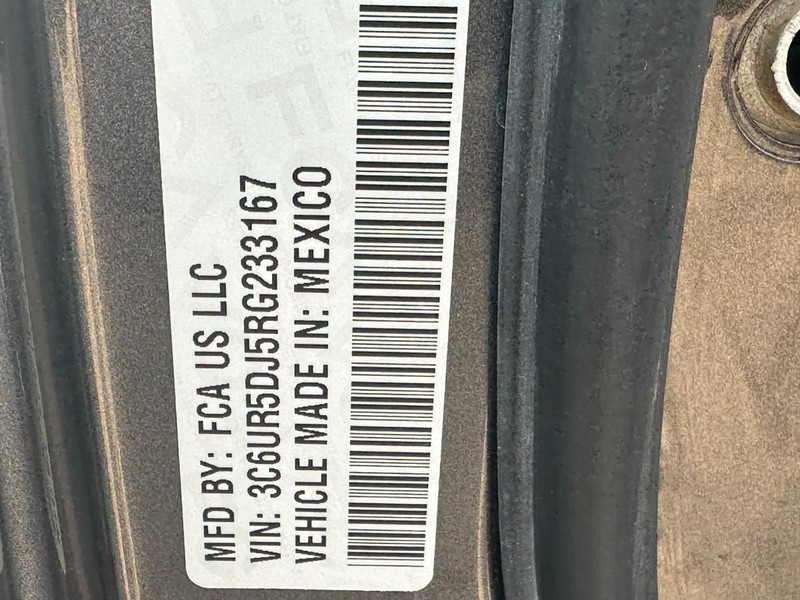 MFD BY: FCA US LLC
VIN: 3C6UR5DJ5RG233167
VEHICLE MADE IN: MEXICO